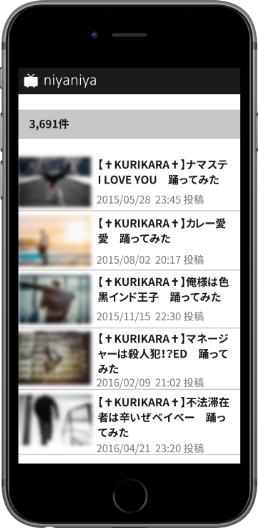 niyaniya
3,691件
【✝KURIKARA✝】ナマステ
I LOVE YOU　踊ってみた
2015/05/28 23:45 投稿
【✝KURIKARA✝】カレー愛
愛　踊ってみた
2015/08/02 20:17 投稿
【✝KURIKARA✝】俺様は色
黒インド王子　踊ってみた
2015/11/15 22:30 投稿
【✝KURIKARA✝】マネージ
ャーは殺人犯!?ED　踊って
みた
2016/02/09 21:02 投稿
【✝KURIKARA✝】不法滞在
者は辛いぜベイベー　踊っ
てみた
2016/04/21 23:20 投稿